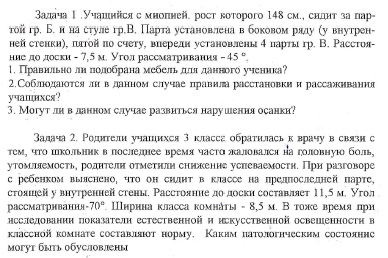 Задача 1 .Учащийся с миопией. рост которого 148 см., сидит за пар-
той гр. Б. и на стуле гр.В. Парта установлена в боковом ряду (у внутрен-
ней стенки), пятой по счету, впереди установлены 4 парты гр. В. Расстоя-
ние до доски - 7,5 м. Угол рассматривания - 45 °.
1. Правильно ли подобрана мебель для данного ученика?
2.Соблюдаются ли в данном случае правила расстановки и рассаживания
учащихся?
3. Могут ли в данном случае развиться нарушения осанки?
Задача 2. Родители учащихся 3 класса обратилась к врачу в связи с
тем, что школьник в последнее время часто жаловался на головную боль,
утомляемость, родители отметили снижение успеваемости. При разговоре
с ребенком выяснено, что он сидит в классе на предпоследней парте,
стоящей у внутренней стены. Расстояние до доски составляет 11,5 м. Угол
рассматривания-70°. Ширина класса комнаты - 8,5 м. В тоже время при
исследовании показатели естественной и искусственной освещенности в
классной комнате составляют норму. Каким патологическим состояние
могут быть обусловлены